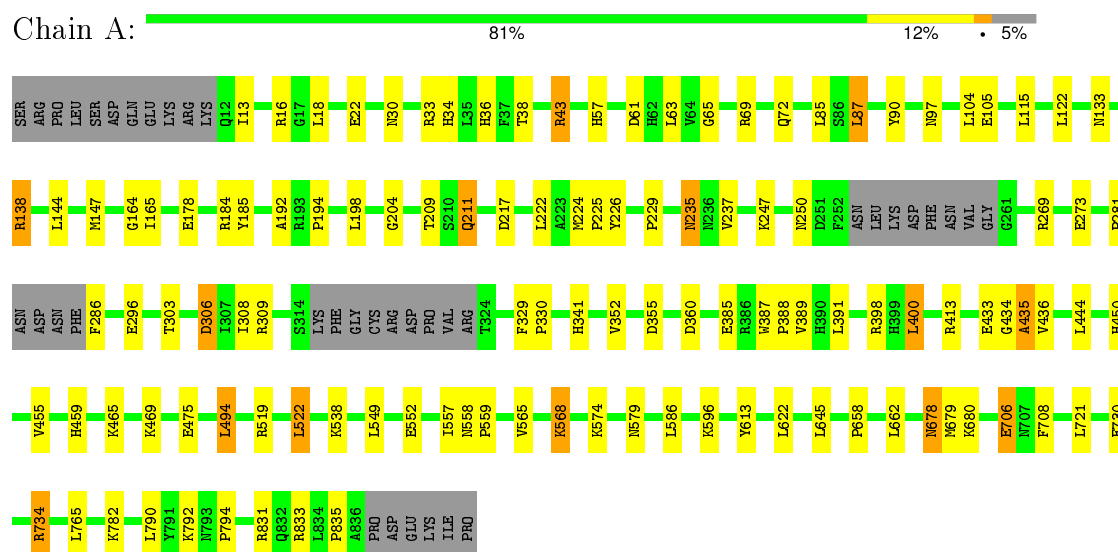 Chain A:
81% 12% • 5%
SER ARG PRO LEU SER ASP GLN GLU LYS ARG LYS Q12 I13 R16 G17 L18 E22 N30 R33 H34 L35 H36 F37 T38 R43 H57 D61 H62 L63 V64 G65 R69 Q72 L85 S86 L87 Y90 N97 L104 E105 L115 L122 N133
R138 L144 M147 G164 I165 E178 R184 Y185 A192 R193 P194 L198 G204 T209 S210 Q211 D217 L222 A223 M224 P225 Y226 P229 N235 N236 V237 K247 N250 D251 F252 ASN LEU LYS ASP PHE ASN VAL GLY G261 R269 E273 P281
ASN ASP ASN PHE F286 E296 T303 D306 I307 I308 R309 S314 LYS PHE GLY CYS ARG ASP PRO VAL ARG T324 F329 P330 H341 V352 D355 D360 E385 R386 W387 P388 V389 H390 L391 R398 H399 L400 R413 E433 G434 A435 V436 L444 H450
V455 H459 K465 K469 E475 L494 R519 L522 K538 L549 E552 I557 N558 P559 V565 K568 K574 N579 L586 K596 Y613 L622 L645 P658 L662 N678 M679 K680 E706 N707 F708 L721
R734 L765 K782 L790 Y791 K792 N793 P794 R831 Q832 R833 L834 P835 A836 PRO ASP GLU LYS ILE PRO